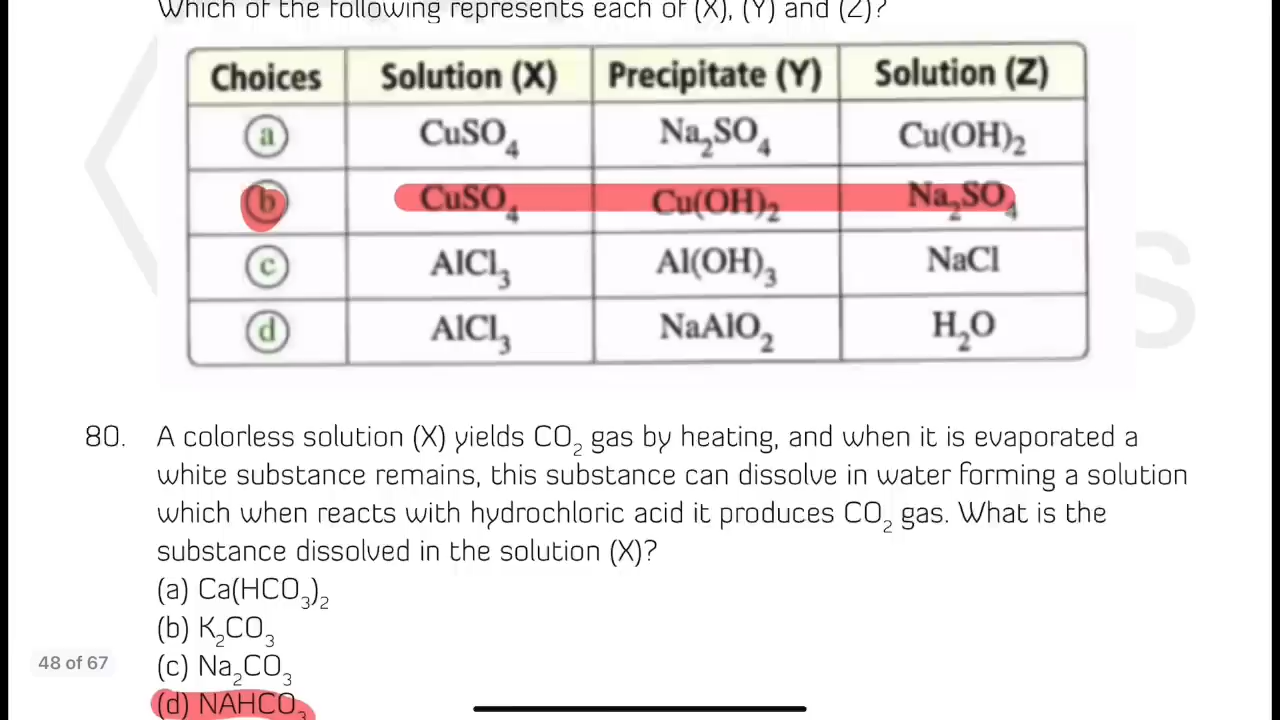 Which of the following represents each of (X), (Y) and (Z)?
Choices Solution (X) Precipitate (Y) Solution (Z)
a CuSO₄ Na₂SO₄ Cu(OH)₂
b CuSO₄ Cu(OH)₂ Na₂SO₄
c AlCl₃ Al(OH)₃ NaCl
d AlCl₃ NaAlO₂ H₂O
S
80. A colorless solution (X) yields CO₂ gas by heating, and when it is evaporated a
white substance remains, this substance can dissolve in water forming a solution
which when reacts with hydrochloric acid it produces CO₂ gas. What is the
substance dissolved in the solution (X)?
(a) Ca(HCO₃)₂
(b) K₂CO₃
(c) Na₂CO₃
(d) NAHCO₃
48 of 67